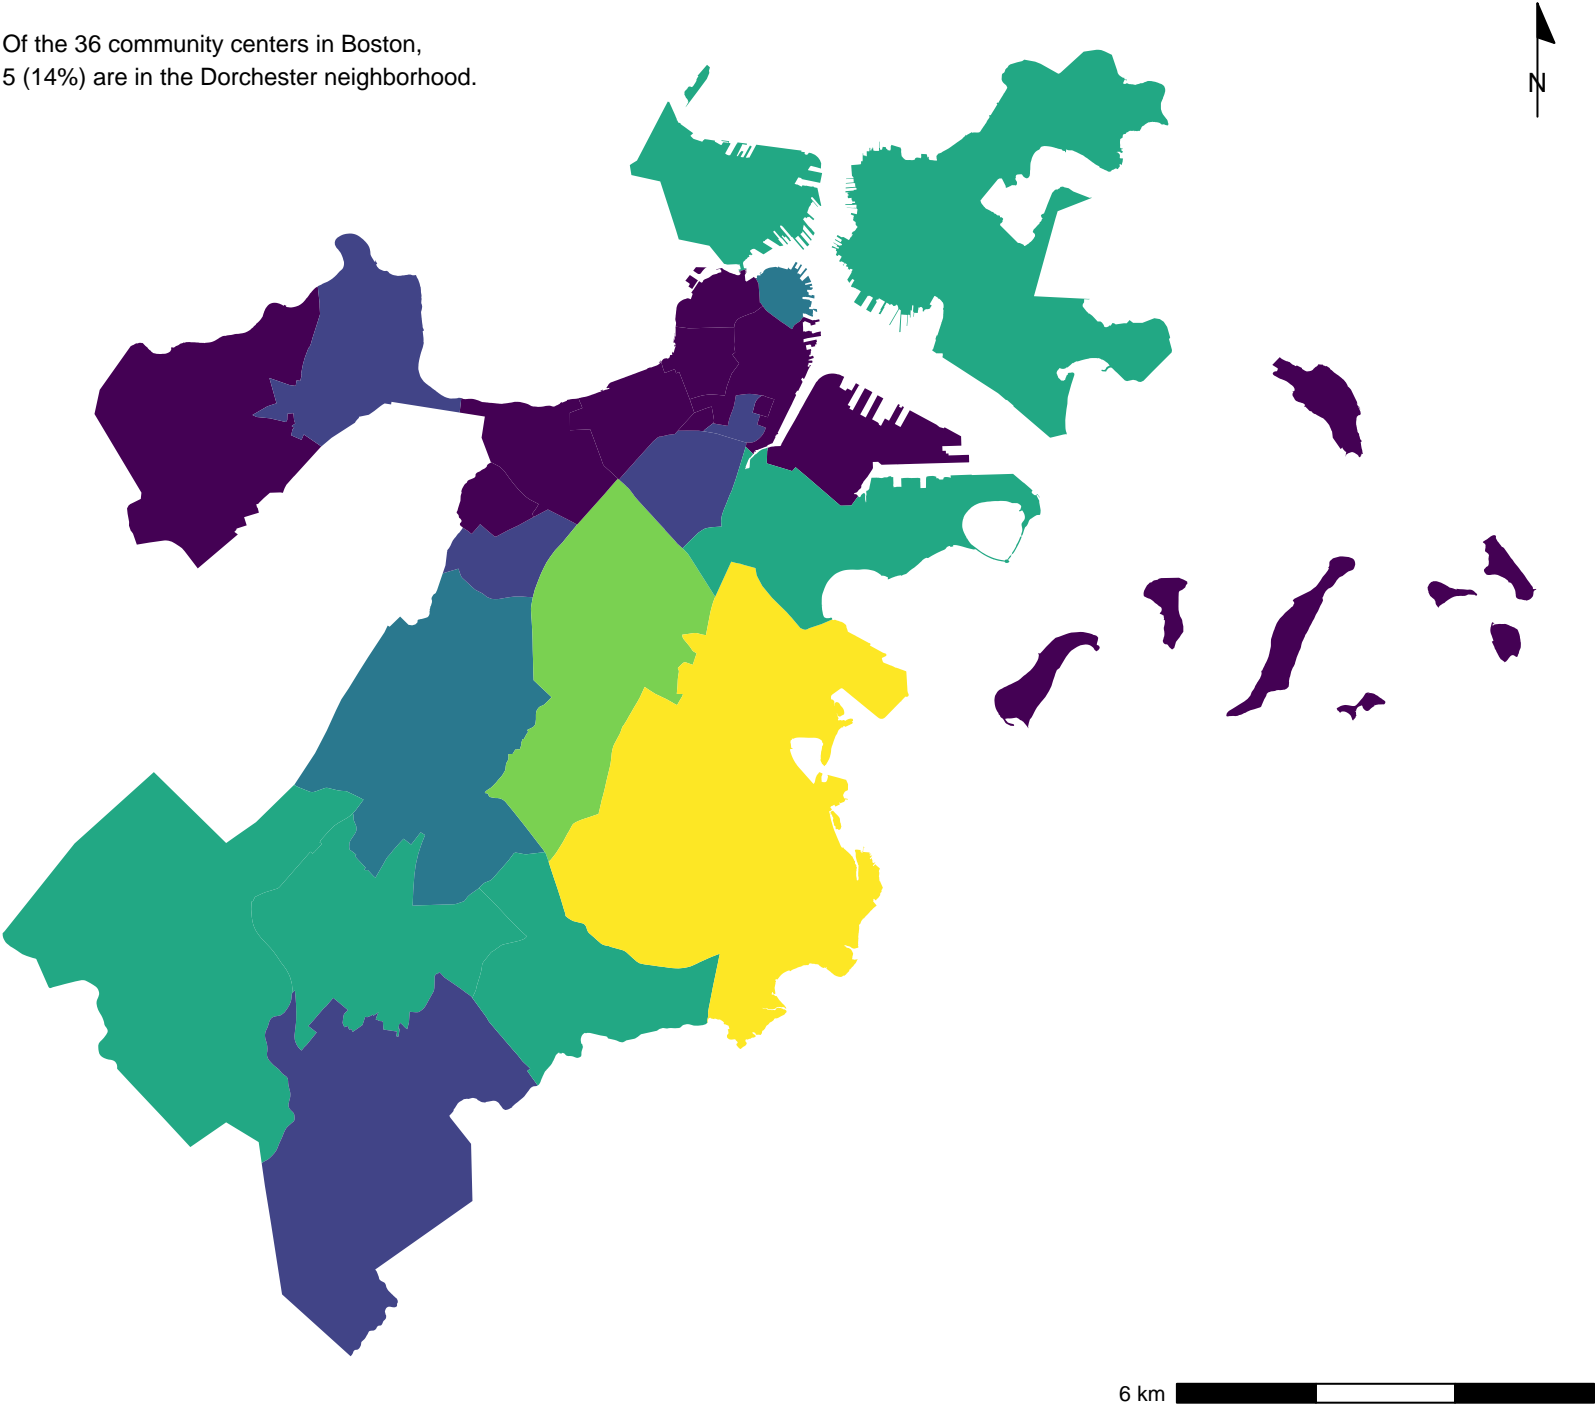 Of the 36 community centers in Boston,
5 (14%) are in the Dorchester neighborhood.
N
6 km